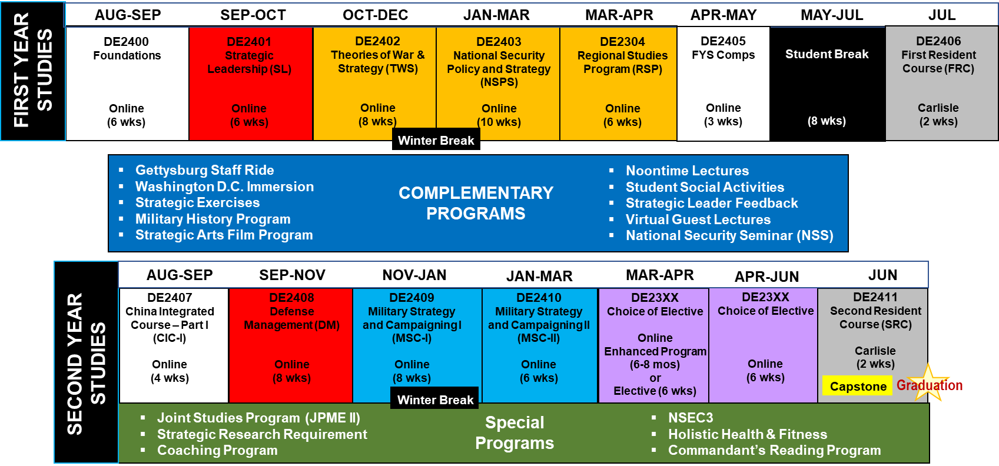 FIRST YEAR
STUDIES
AUG-SEP
SEP-OCT
OCT-DEC
JAN-MAR
MAR-APR
APR-MAY
MAY-JUL
JUL
DE2400
Foundations
Online
(6 wks)
DE2401
Strategic
Leadership (SL)
Online
(6 wks)
DE2402
Theories of War &
Strategy (TWS)
Online
(8 wks)
DE2403
National Security
Policy and Strategy
(NSPS)
Online
(10 wks)
DE2304
Regional Studies
Program (RSP)
Online
(6 wks)
DE2405
FYS Comps
Online
(3 wks)
Student Break
(8 wks)
DE2406
First Resident
Course (FRC)
Carlisle
(2 wks)
Winter Break
▪ Gettysburg Staff Ride
▪ Washington D.C. Immersion
▪ Strategic Exercises
▪ Military History Program
▪ Strategic Arts Film Program
COMPLEMENTARY
PROGRAMS
▪ Noontime Lectures
▪ Student Social Activities
▪ Strategic Leader Feedback
▪ Virtual Guest Lectures
▪ National Security Seminar (NSS)
SECOND YEAR
STUDIES
AUG-SEP
SEP-NOV
NOV-JAN
JAN-MAR
MAR-APR
APR-JUN
JUN
DE2407
China Integrated
Course – Part I
(CIC-I)
Online
(4 wks)
DE2408
Defense
Management (DM)
Online
(8 wks)
DE2409
Military Strategy
and Campaigning I
(MSC-I)
Online
(8 wks)
DE2410
Military Strategy
and Campaigning II
(MSC-II)
Online
(6 wks)
DE23XX
Choice of Elective
Online
Enhanced Program
(6-8 mos)
or
Elective (6 wks)
DE23XX
Choice of Elective
Online
(6 wks)
DE2411
Second Resident
Course (SRC)
Carlisle
(2 wks)
Capstone
Graduation
Winter Break
▪ Joint Studies Program (JPME II)
▪ Strategic Research Requirement
▪ Coaching Program
Special
Programs
▪ NSEC3
▪ Holistic Health & Fitness
▪ Commandant's Reading Program